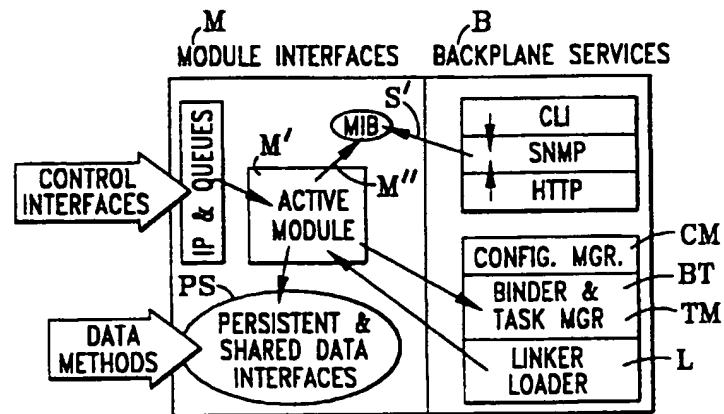 M
B
MODULE INTERFACES
BACKPLANE SERVICES
S'
MIB
CLI
SNMP
HTTP
M'
M"
CONTROL
INTERFACES
IP & QUEUES
ACTIVE
MODULE
CONFIG. MGR.
CM
BINDER &
TASK MGR
BT
TM
LINKER
LOADER
L
PS
DATA
METHODS
PERSISTENT &
SHARED DATA
INTERFACES